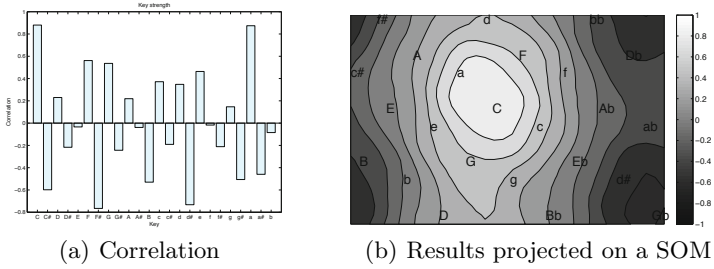 Key strength
Correlation
1
0.8
0.6
0.4
0.2
0
−0.2
−0.4
−0.6
−0.8
C C# D D# E F F# G G# A A# B c c# d d# e f f# g g# a a# b
Key
f# d bb
A F Db
c# a f
E C Ab
e c ab
B G Eb
b g d#
D Bb Gb
1
0.8
0.6
0.4
0.2
0
−0.2
−0.4
−0.6
−0.8
−1
(a) Correlation
(b) Results projected on a SOM